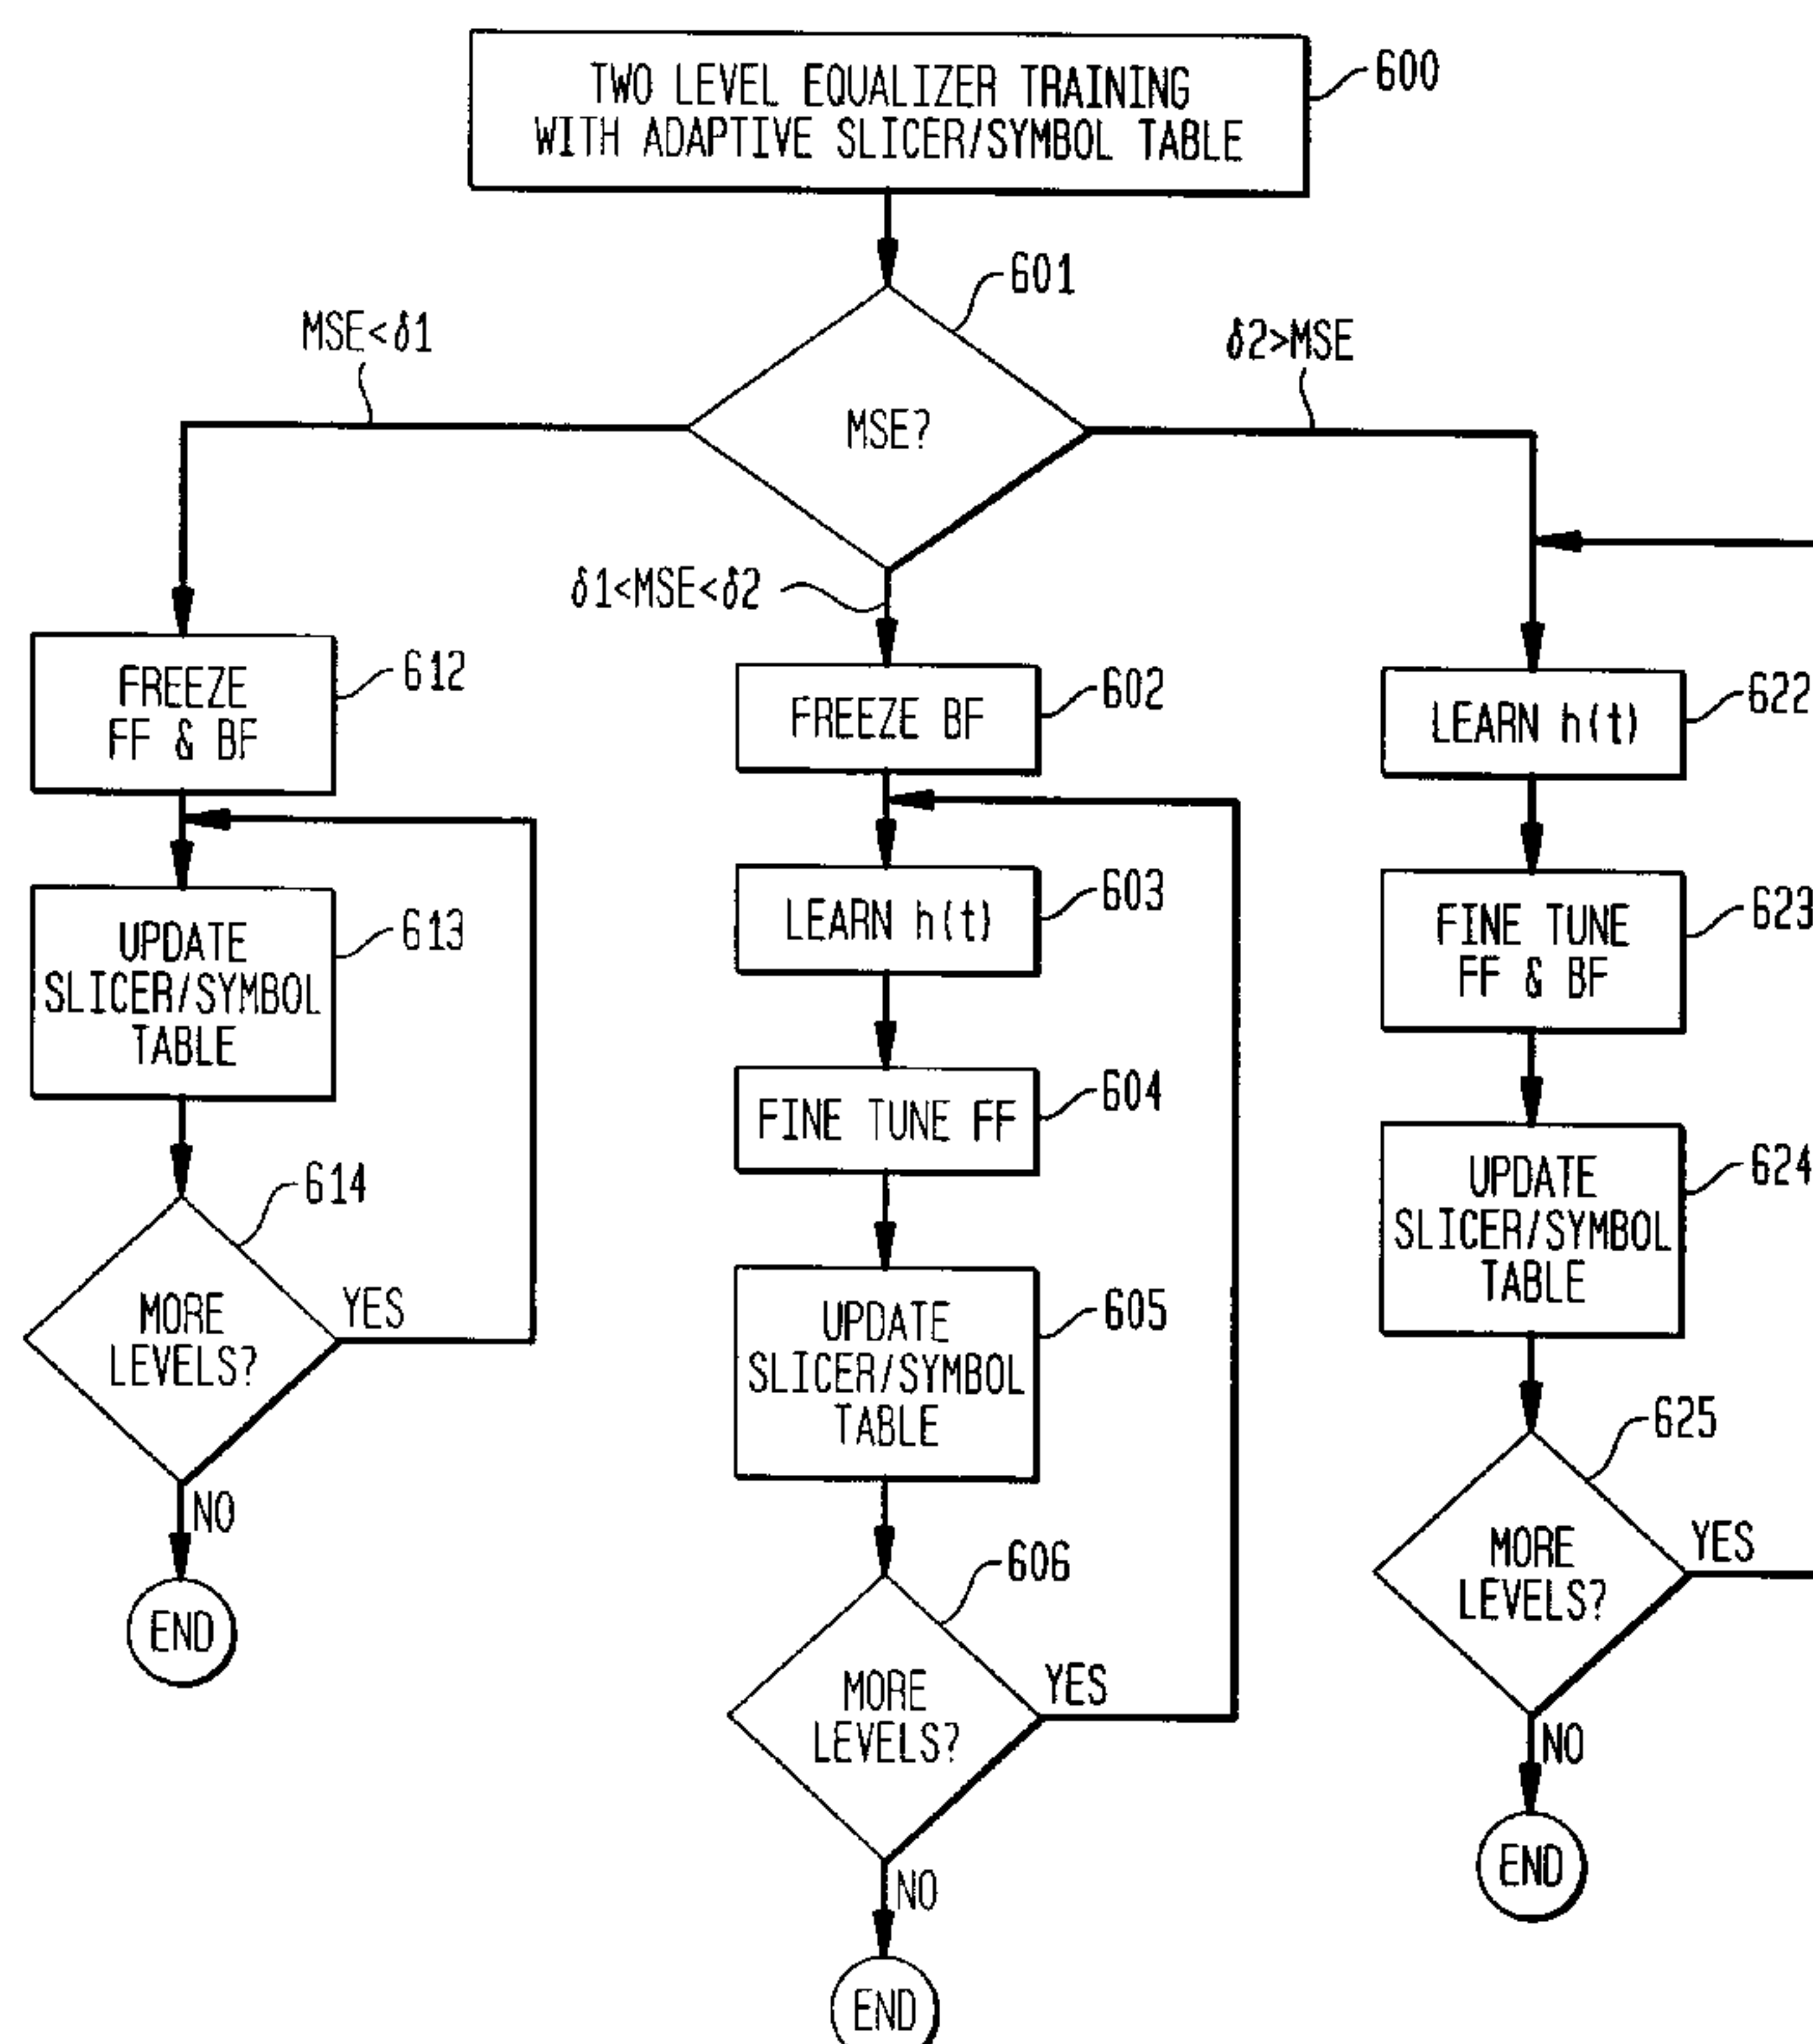 TWO LEVEL EQUALIZER TRAINING
WITH ADAPTIVE SLICER/SYMBOL TABLE
600
601
MSE?
MSE<δ1
δ1<MSE<δ2
δ2>MSE
FREEZE
FF & BF
612
UPDATE
SLICER/SYMBOL
TABLE
613
MORE
LEVELS?
614
YES
NO
END
FREEZE BF
602
LEARN h(t)
603
FINE TUNE FF
604
UPDATE
SLICER/SYMBOL
TABLE
605
MORE
LEVELS?
606
YES
NO
END
LEARN h(t)
622
FINE TUNE
FF & BF
623
UPDATE
SLICER/SYMBOL
TABLE
624
MORE
LEVELS?
625
YES
NO
END